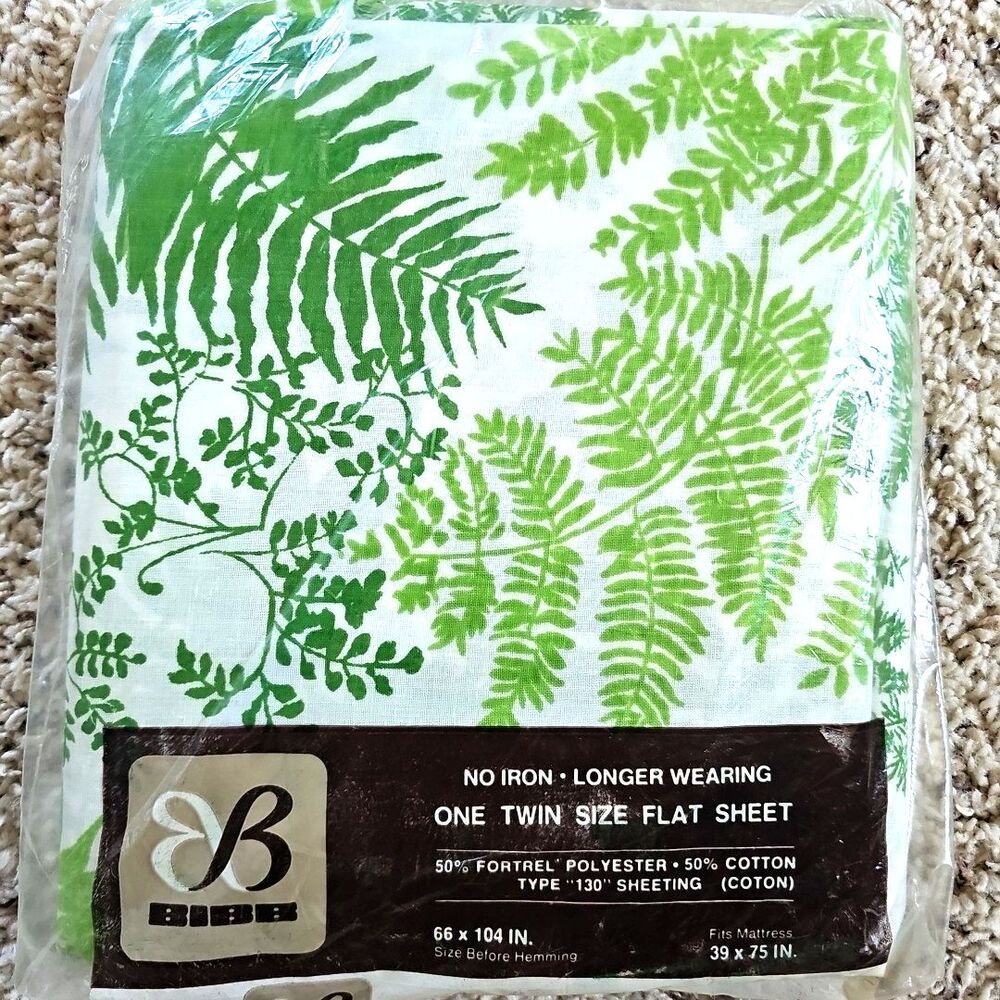 BIBB
NO IRON • LONGER WEARING
ONE TWIN SIZE FLAT SHEET
50% FORTREL' POLYESTER • 50% COTTON
TYPE "130" SHEETING (COTON)
66 x 104 IN.
Size Before Hemming
Fits Mattress
39 x 75 IN.